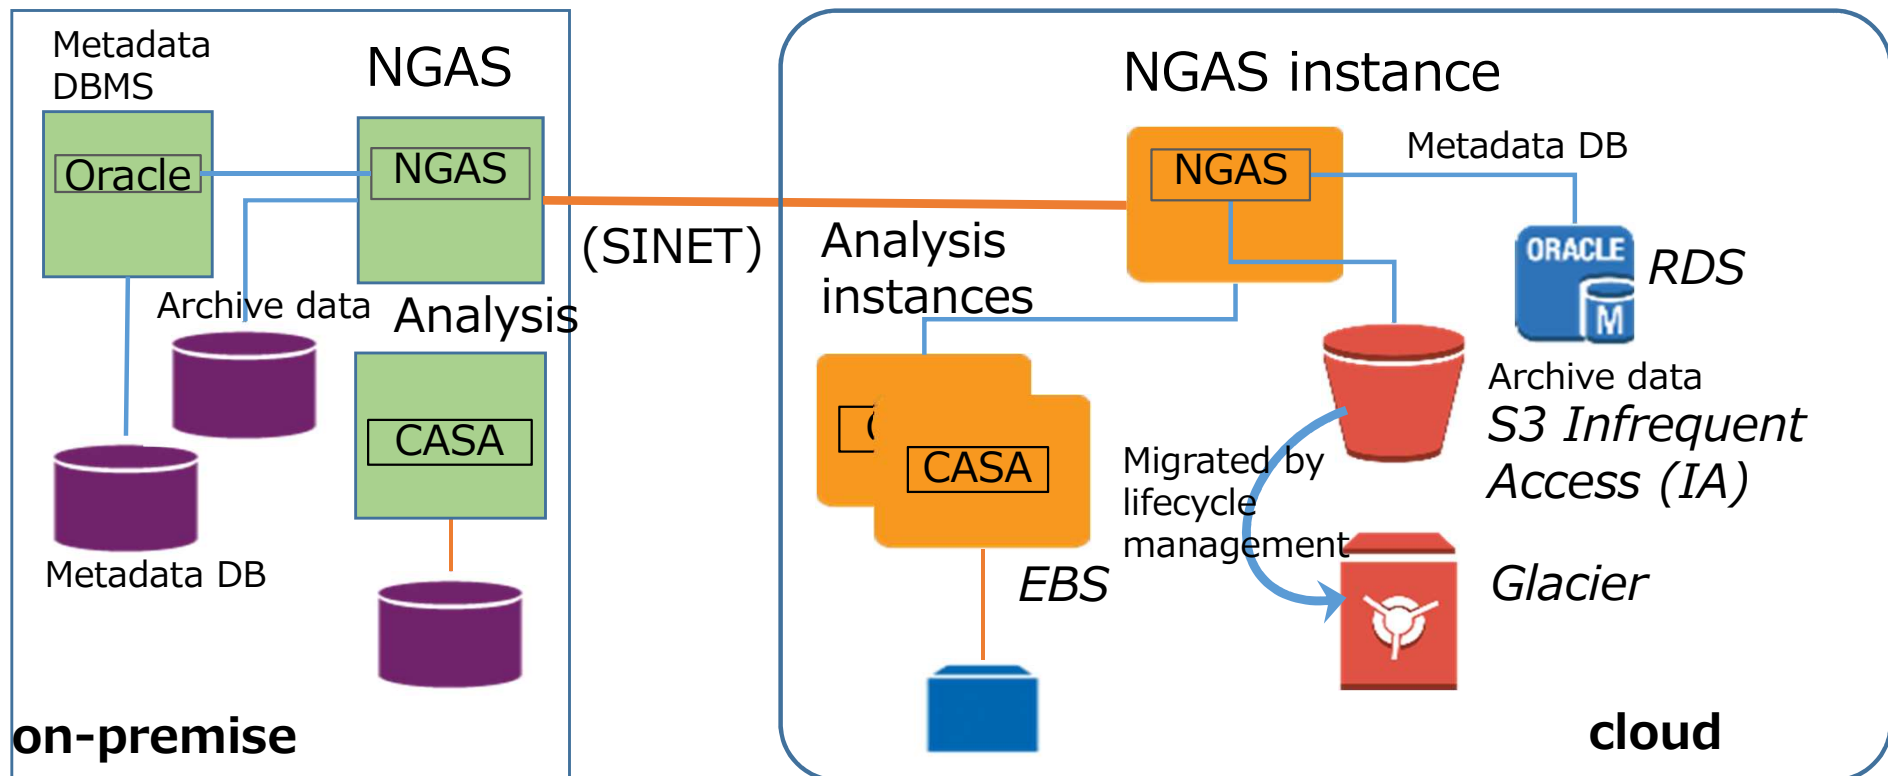 Metadata
DBMS
NGAS
Oracle
NGAS
Archive data
Analysis
CASA
Metadata DB
on-premise
(SINET)
NGAS instance
NGAS
Metadata DB
Analysis
instances
ORACLE
M
RDS
Archive data
S3 Infrequent
Access (IA)
CASA
Migrated by
lifecycle
management
EBS
Glacier
cloud